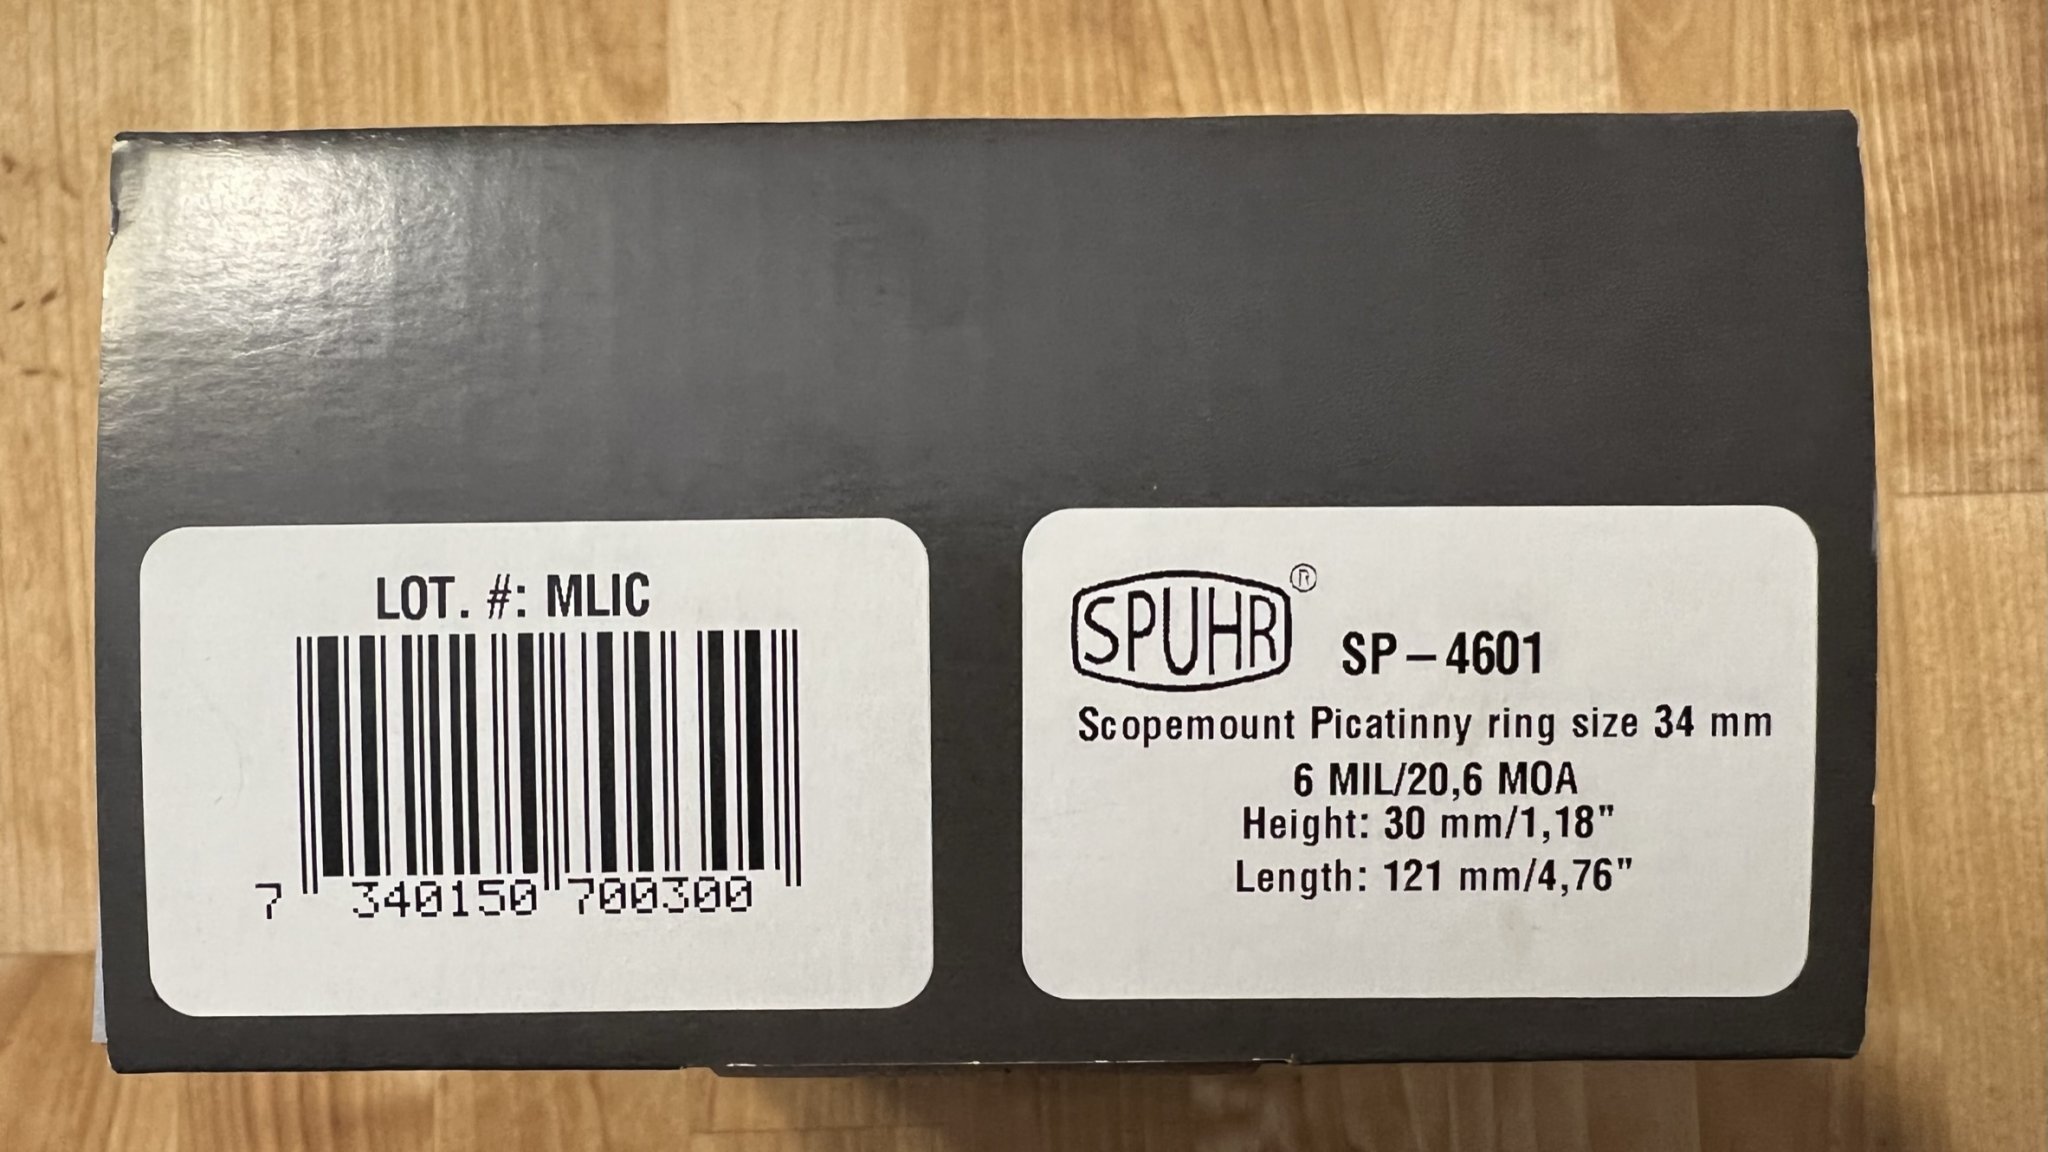 LOT. #: MLIC
7 340150 700300
SPUHR® SP – 4601
Scopemount Picatinny ring size 34 mm
6 MIL/20,6 MOA
Height: 30 mm/1,18"
Length: 121 mm/4,76"